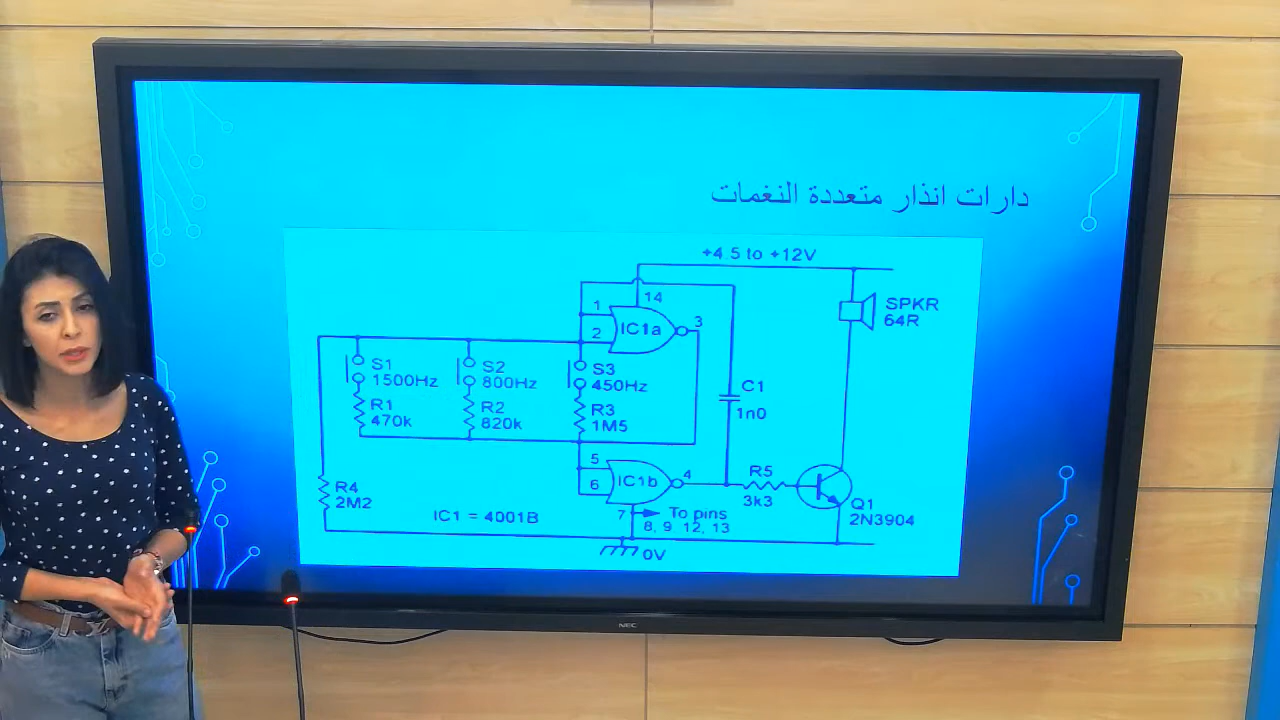 دارات انذار متعددة النغمات
+4.5 to +12V
14
1
2
IC1a
3
SPKR
64R
S1
1500Hz
S2
800Hz
S3
450Hz
R1
470k
R2
820k
R3
1M5
C1
1n0
5
6
IC1b
4
R5
3k3
R4
2M2
IC1 = 4001B
7
To pins
8, 9, 12, 13
Q1
2N3904
0V
NEC